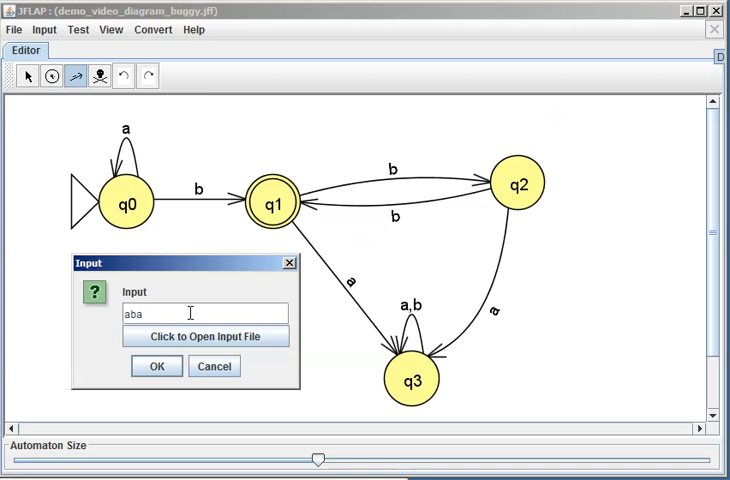 JFLAP : (demo_video_diagram_buggy.jff)
File Input Test View Convert Help
Editor
D
a
b
b
b
q0
q1
q2
a
a
a,b
q3
Input
?
Input
aba
Click to Open Input File
OK Cancel
Automaton Size